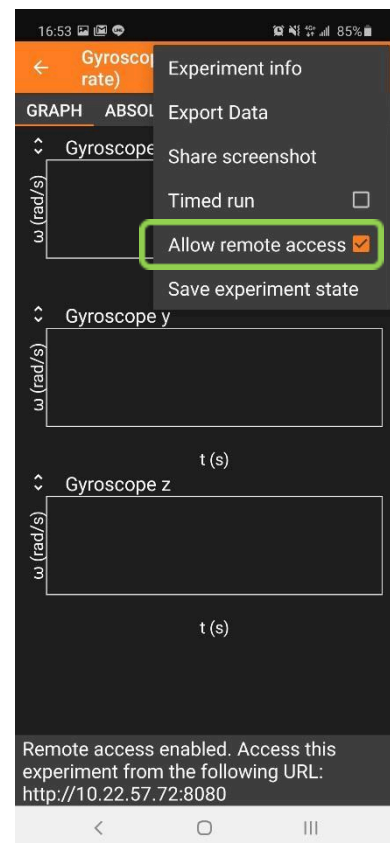 16:53 85%
Gyroscop
rate)
Experiment info
GRAPH ABSOL
Export Data
Share screenshot
Timed run
Allow remote access
Save experiment state
Gyroscope
ω (rad/s)
Gyroscope y
ω (rad/s)
t (s)
Gyroscope z
ω (rad/s)
t (s)
Remote access enabled. Access this
experiment from the following URL:
http://10.22.57.72:8080